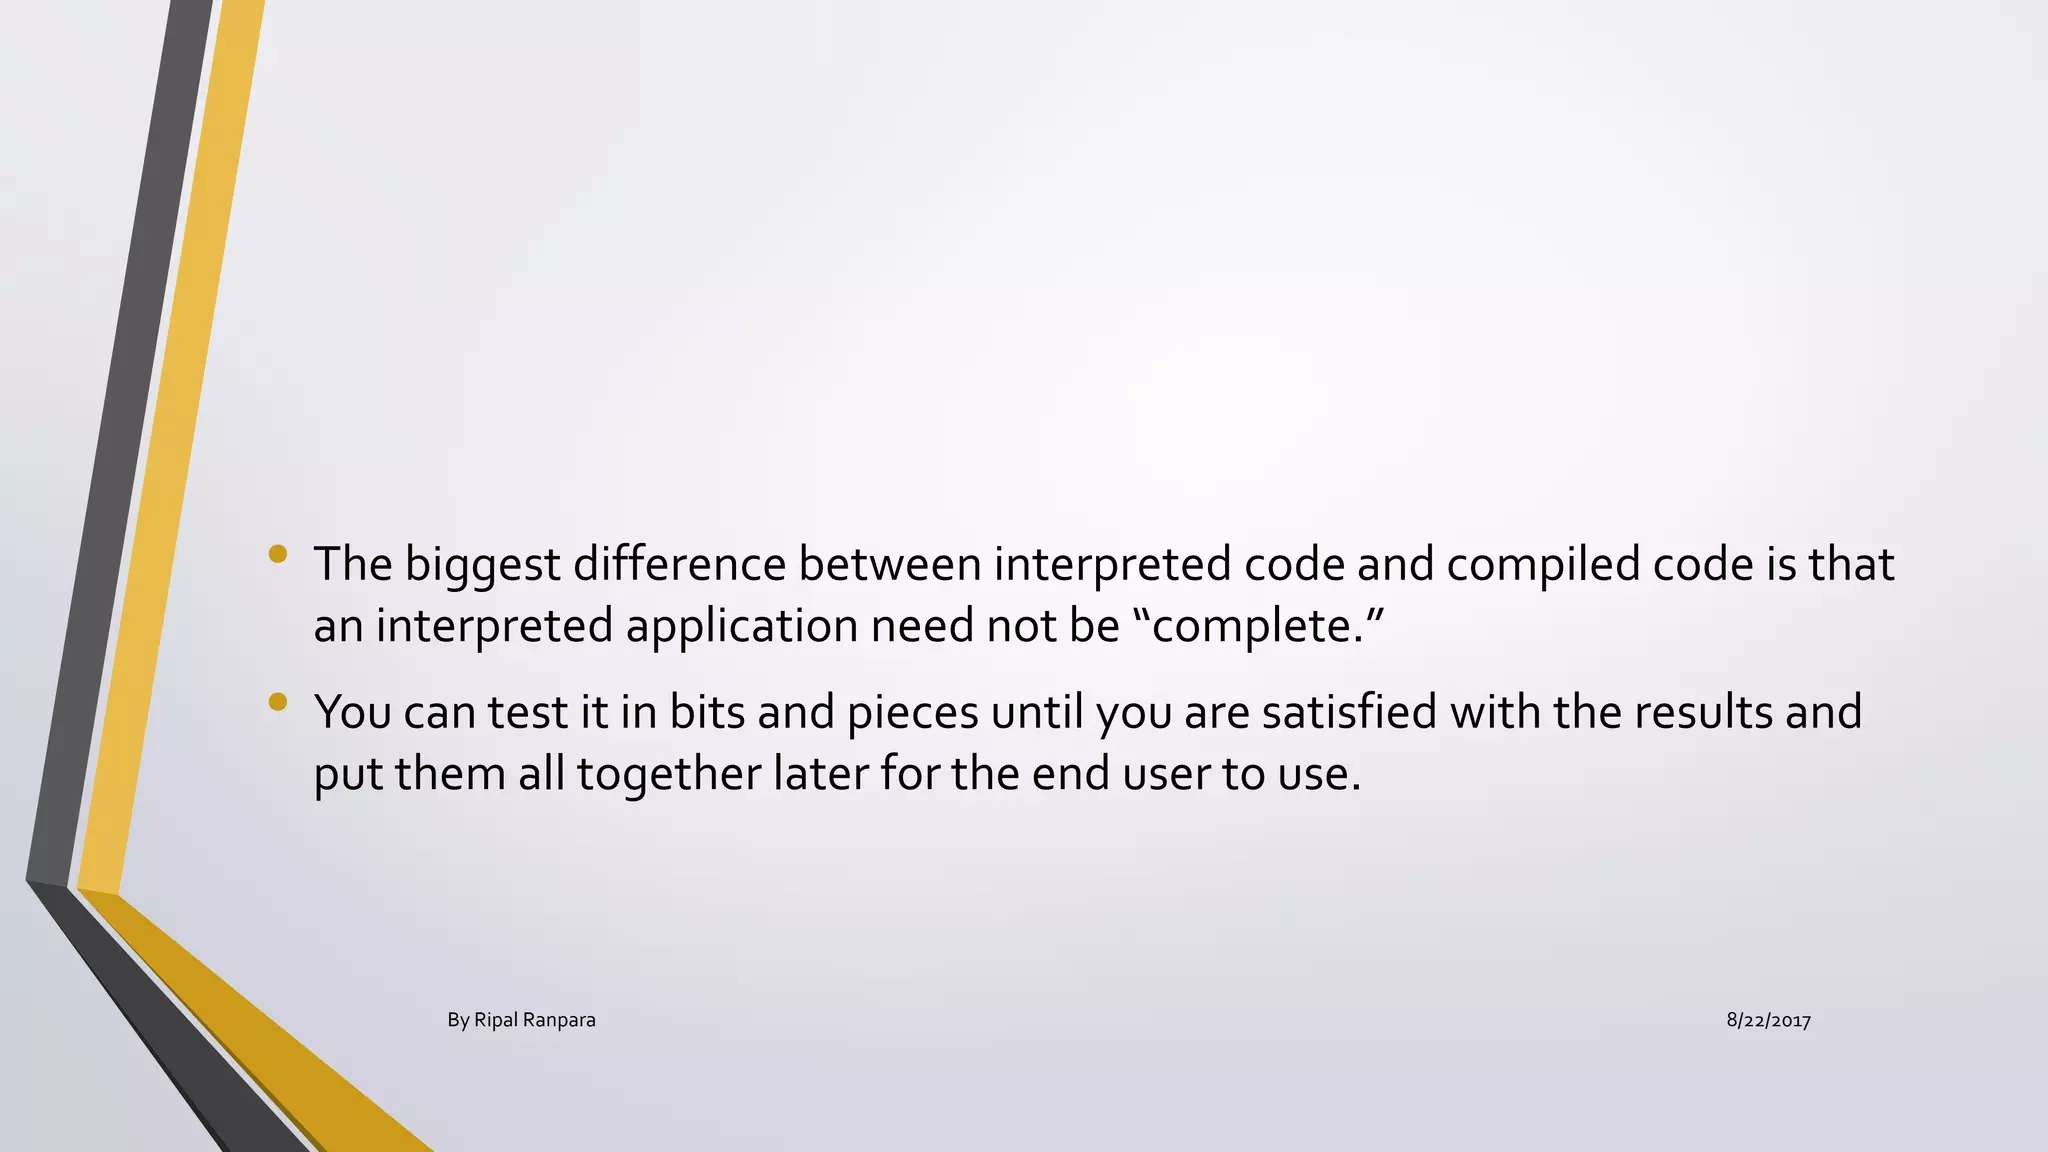 • The biggest difference between interpreted code and compiled code is that
an interpreted application need not be “complete.”
• You can test it in bits and pieces until you are satisfied with the results and
put them all together later for the end user to use.
By Ripal Ranpara
8/22/2017